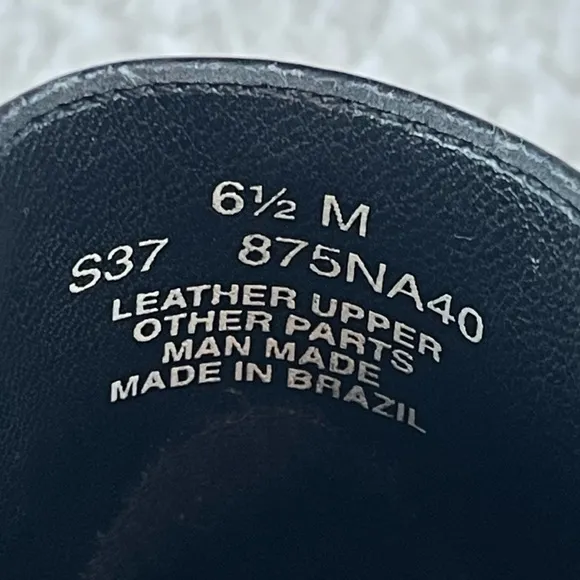 6½ M
S37 875NA40
LEATHER UPPER
OTHER PARTS
MAN MADE
MADE IN BRAZIL